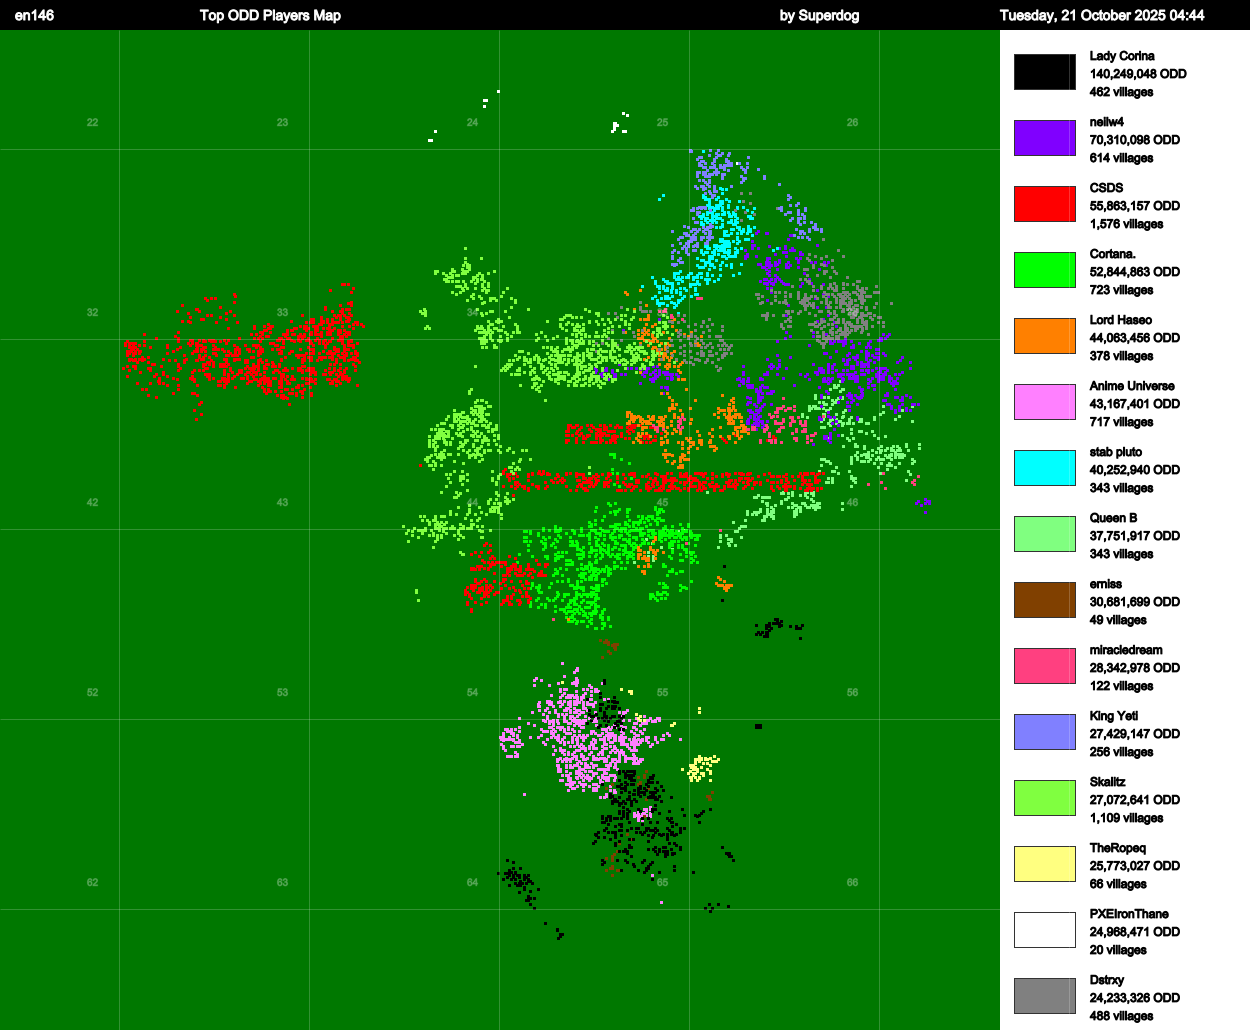 en146 Top ODD Players Map by Superdog Tuesday, 21 October 2025 04:44
Lady Corina
140,249,048 ODD
462 villages
neilw4
70,310,098 ODD
614 villages
CSDS
55,863,157 ODD
1,576 villages
Cortana.
52,844,863 ODD
723 villages
Lord Haseo
44,063,456 ODD
378 villages
Anime Universe
43,167,401 ODD
717 villages
stab pluto
40,252,940 ODD
343 villages
Queen B
37,751,917 ODD
343 villages
emiss
30,681,699 ODD
49 villages
miracledream
28,342,978 ODD
122 villages
King Yeti
27,429,147 ODD
256 villages
Skalitz
27,072,641 ODD
1,109 villages
TheRopeq
25,773,027 ODD
66 villages
PXEIronThane
24,968,471 ODD
20 villages
Dstrxy
24,233,326 ODD
488 villages
22 23 24 25 26
32 33 34 45 46
42 43 44
52 53 54 55 56
62 63 64 65 66